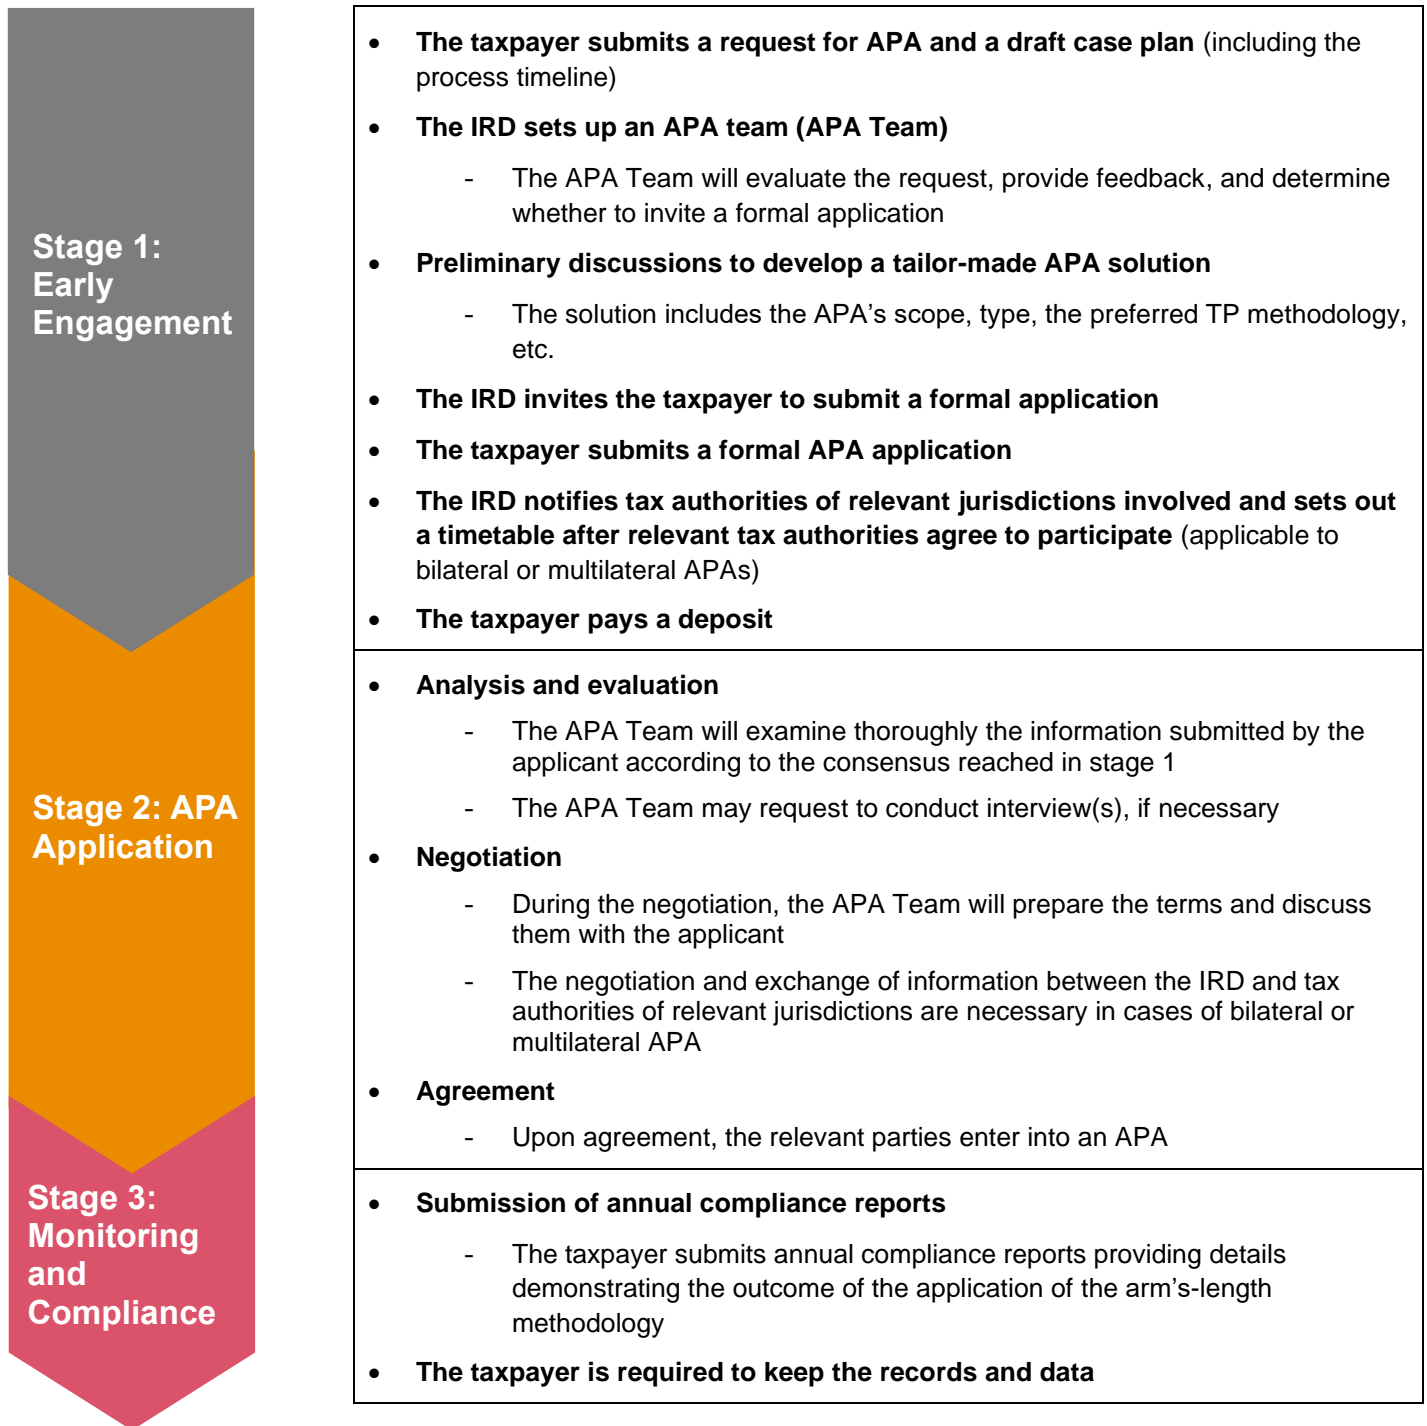 Stage 1:
Early
Engagement
• The taxpayer submits a request for APA and a draft case plan (including the
process timeline)
• The IRD sets up an APA team (APA Team)
- The APA Team will evaluate the request, provide feedback, and determine
whether to invite a formal application
• Preliminary discussions to develop a tailor-made APA solution
- The solution includes the APA’s scope, type, the preferred TP methodology,
etc.
• The IRD invites the taxpayer to submit a formal application
• The taxpayer submits a formal APA application
• The IRD notifies tax authorities of relevant jurisdictions involved and sets out
a timetable after relevant tax authorities agree to participate (applicable to
bilateral or multilateral APAs)
• The taxpayer pays a deposit
Stage 2: APA
Application
• Analysis and evaluation
- The APA Team will examine thoroughly the information submitted by the
applicant according to the consensus reached in stage 1
- The APA Team may request to conduct interview(s), if necessary
• Negotiation
- During the negotiation, the APA Team will prepare the terms and discuss
them with the applicant
- The negotiation and exchange of information between the IRD and tax
authorities of relevant jurisdictions are necessary in cases of bilateral or
multilateral APA
• Agreement
- Upon agreement, the relevant parties enter into an APA
Stage 3:
Monitoring
and
Compliance
• Submission of annual compliance reports
- The taxpayer submits annual compliance reports providing details
demonstrating the outcome of the application of the arm’s-length
methodology
• The taxpayer is required to keep the records and data